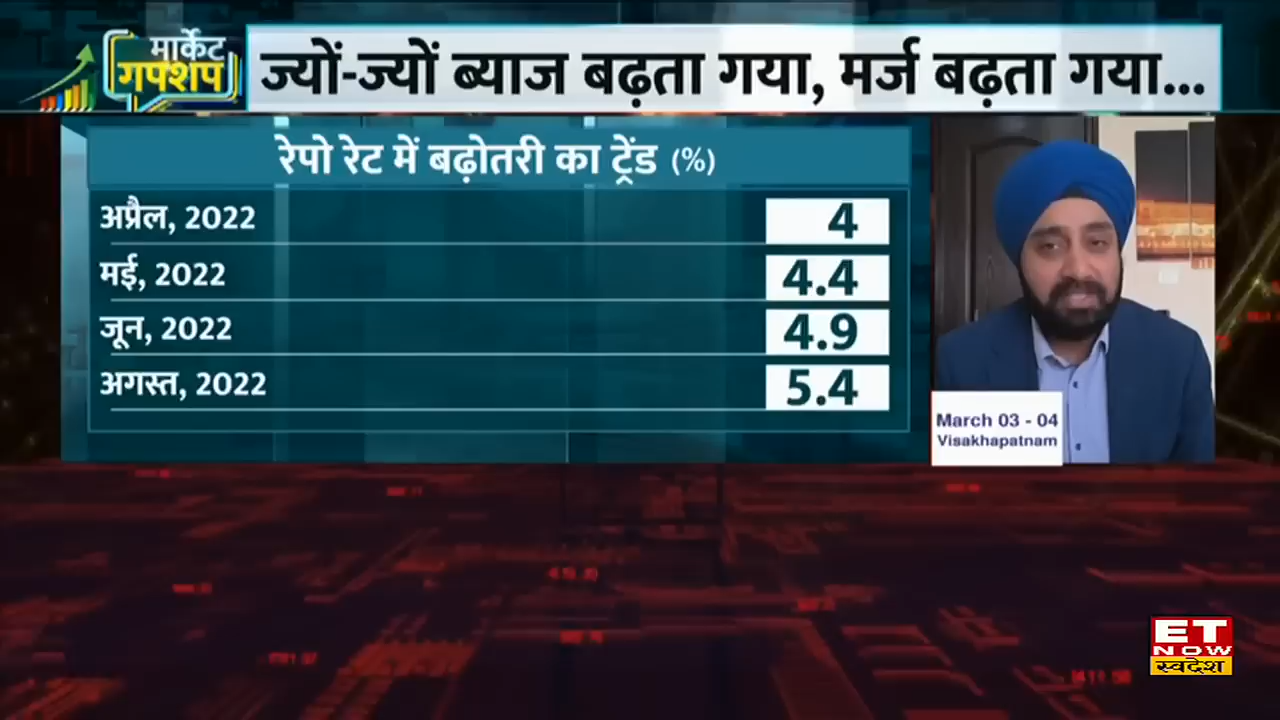 मार्केट
गपशप
ज्यों-ज्यों ब्याज बढ़ता गया, मर्ज बढ़ता गया...
रेपो रेट में बढ़ोतरी का ट्रेंड (%)
अप्रैल, 2022 4
मई, 2022 4.4
जून, 2022 4.9
अगस्त, 2022 5.4
March 03 - 04
Visakhapatnam
ET
NOW
स्वदेश